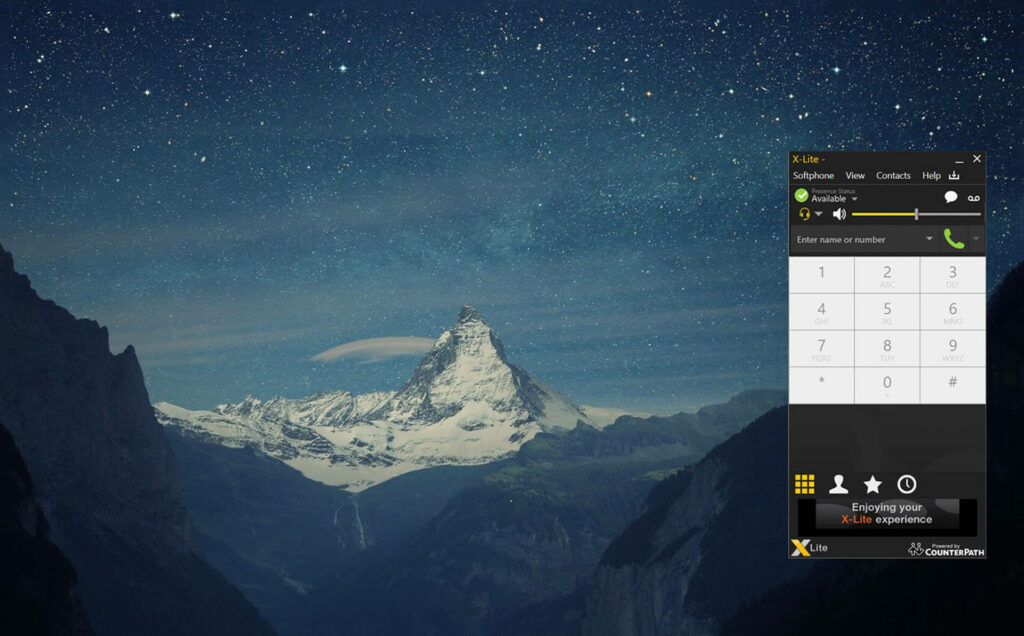 X-Lite -
Softphone View Contacts Help
Presence Status
Available
Enter name or number
1 2 3
ABC DEF
4 5 6
GHI JKL MNO
7 8 9
PQRS TUV WXYZ
* 0 #
+
Enjoying your
X-Lite experience
X Lite
Powered by
COUNTERPATH